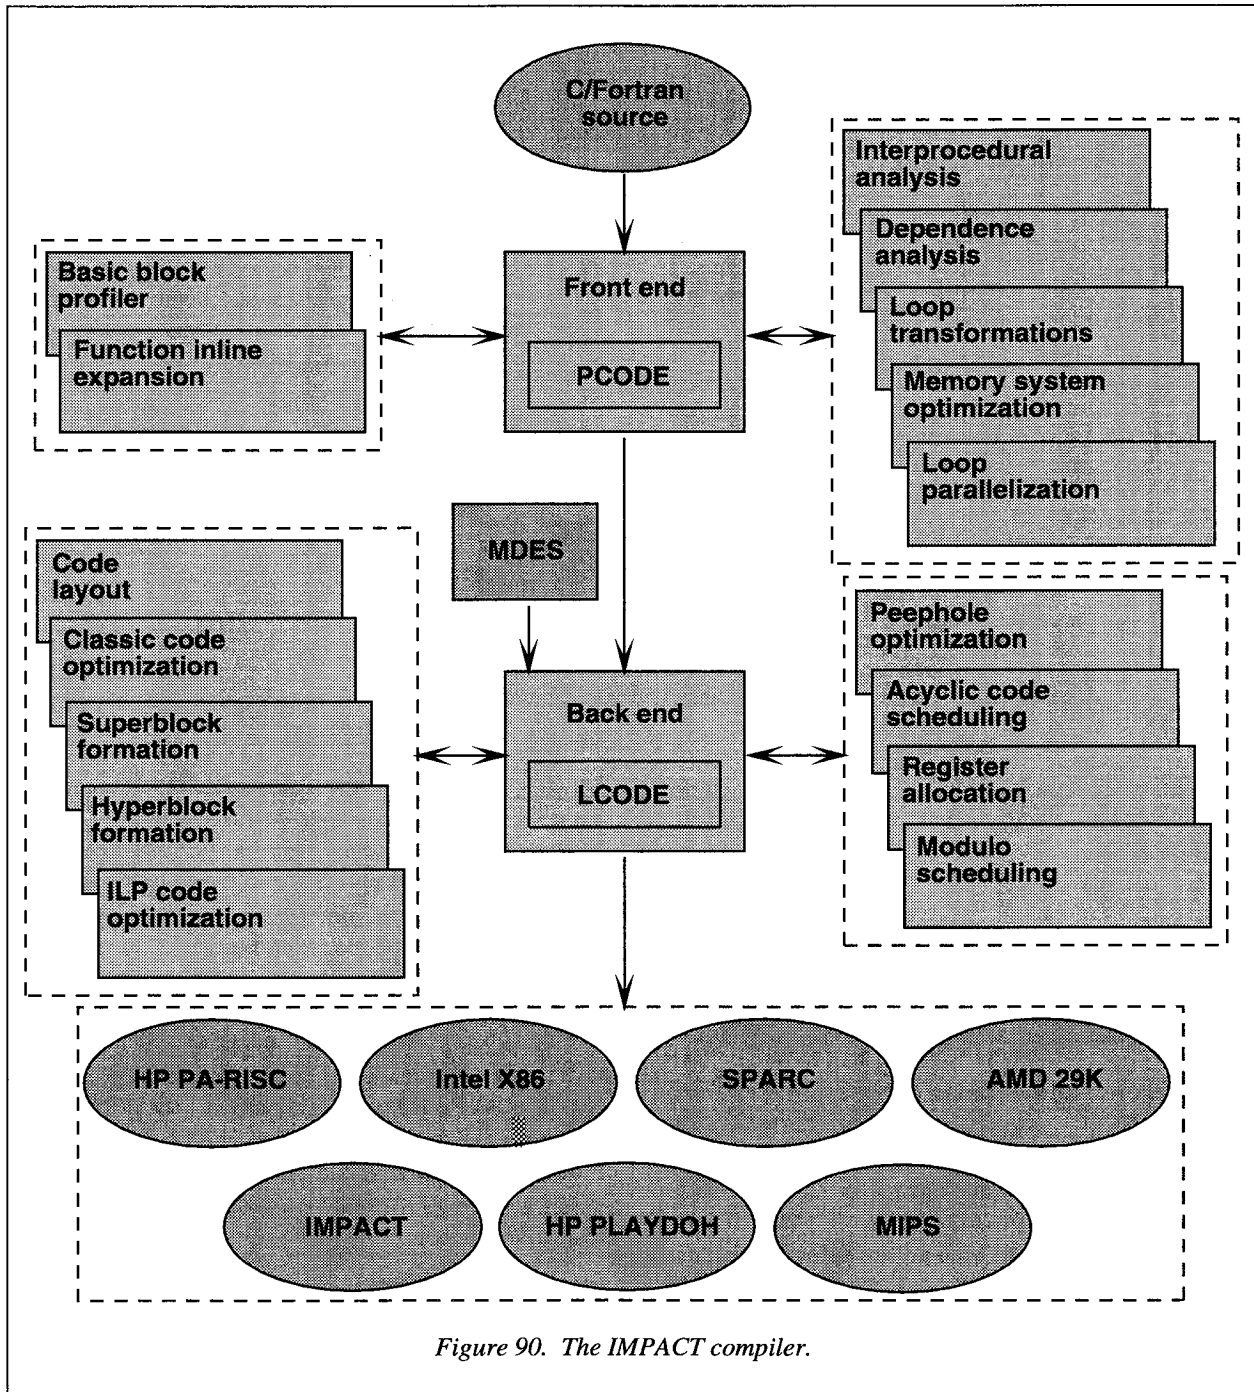 C/Fortran
source
Interprocedural
analysis
Dependence
analysis
Loop
transformations
Memory system
optimization
Loop
parallelization
Basic block
profiler
Function inline
expansion
Front end
PCODE
MDES
Code
layout
Classic code
optimization
Superblock
formation
Hyperblock
formation
ILP code
optimization
Back end
LCODE
Peephole
optimization
Acyclic code
scheduling
Register
allocation
Modulo
scheduling
HP PA-RISC
Intel X86
SPARC
AMD 29K
IMPACT
HP PLAYDOH
MIPS
Figure 90. The IMPACT compiler.